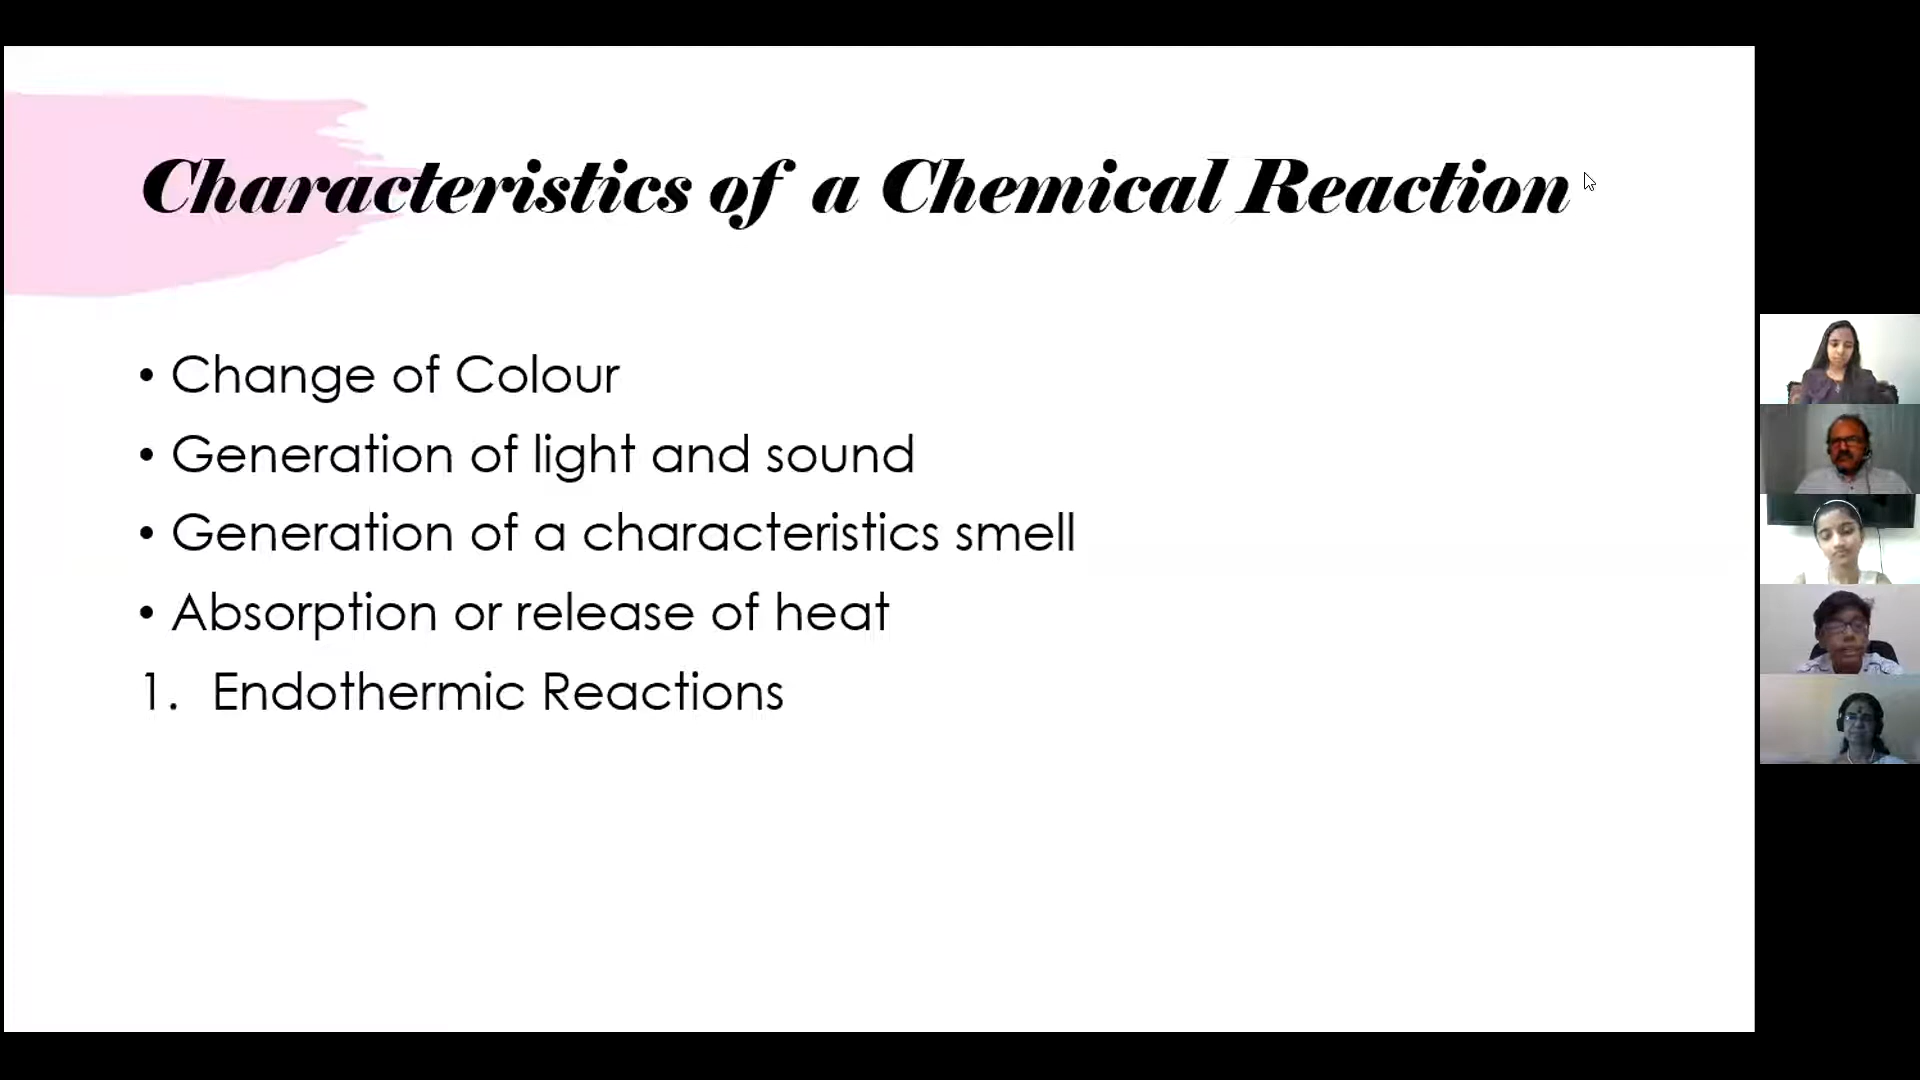 Characteristics of a Chemical Reaction
• Change of Colour
• Generation of light and sound
• Generation of a characteristics smell
• Absorption or release of heat
1. Endothermic Reactions